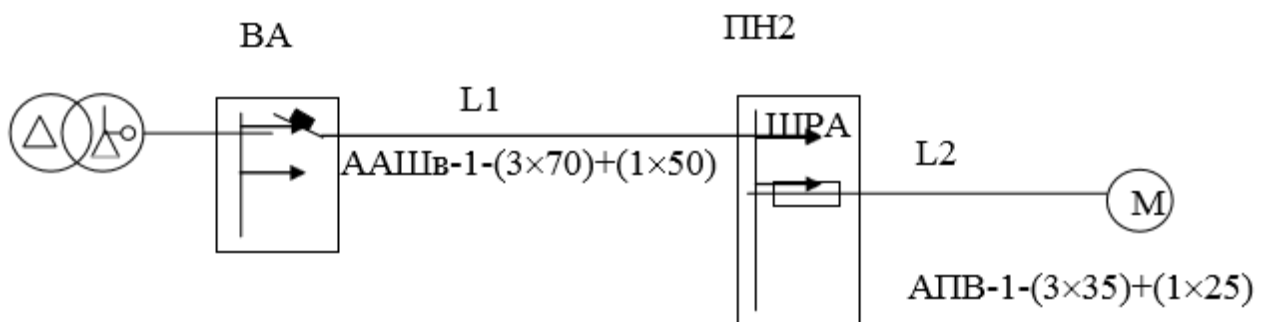 ВА
ПН2
L1
ШРА
ААШв-1-(3×70)+(1×50)
L2
М
АПВ-1-(3×35)+(1×25)